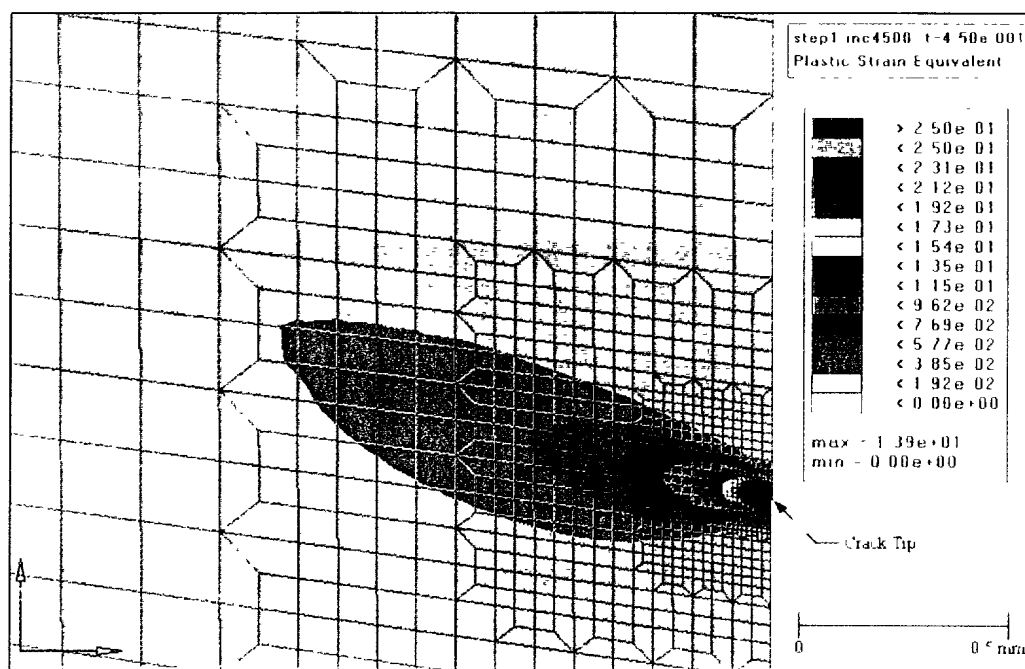 step1 inc4500 t-4 50e 001
Plastic Strain Equivalent
> 2 50e 01
< 2 50e 01
< 2 31e 01
< 2 12e 01
< 1 92e 01
< 1 73e 01
< 1 54e 01
< 1 35e 01
< 1 15e 01
< 9 62e 02
< 7 69e 02
< 5 77e 02
< 3 85e 02
< 1 92e 02
< 0 00e+00
max - 1 39e+01
min - 0 00e+00
Crack Tip
0 0 5 mm